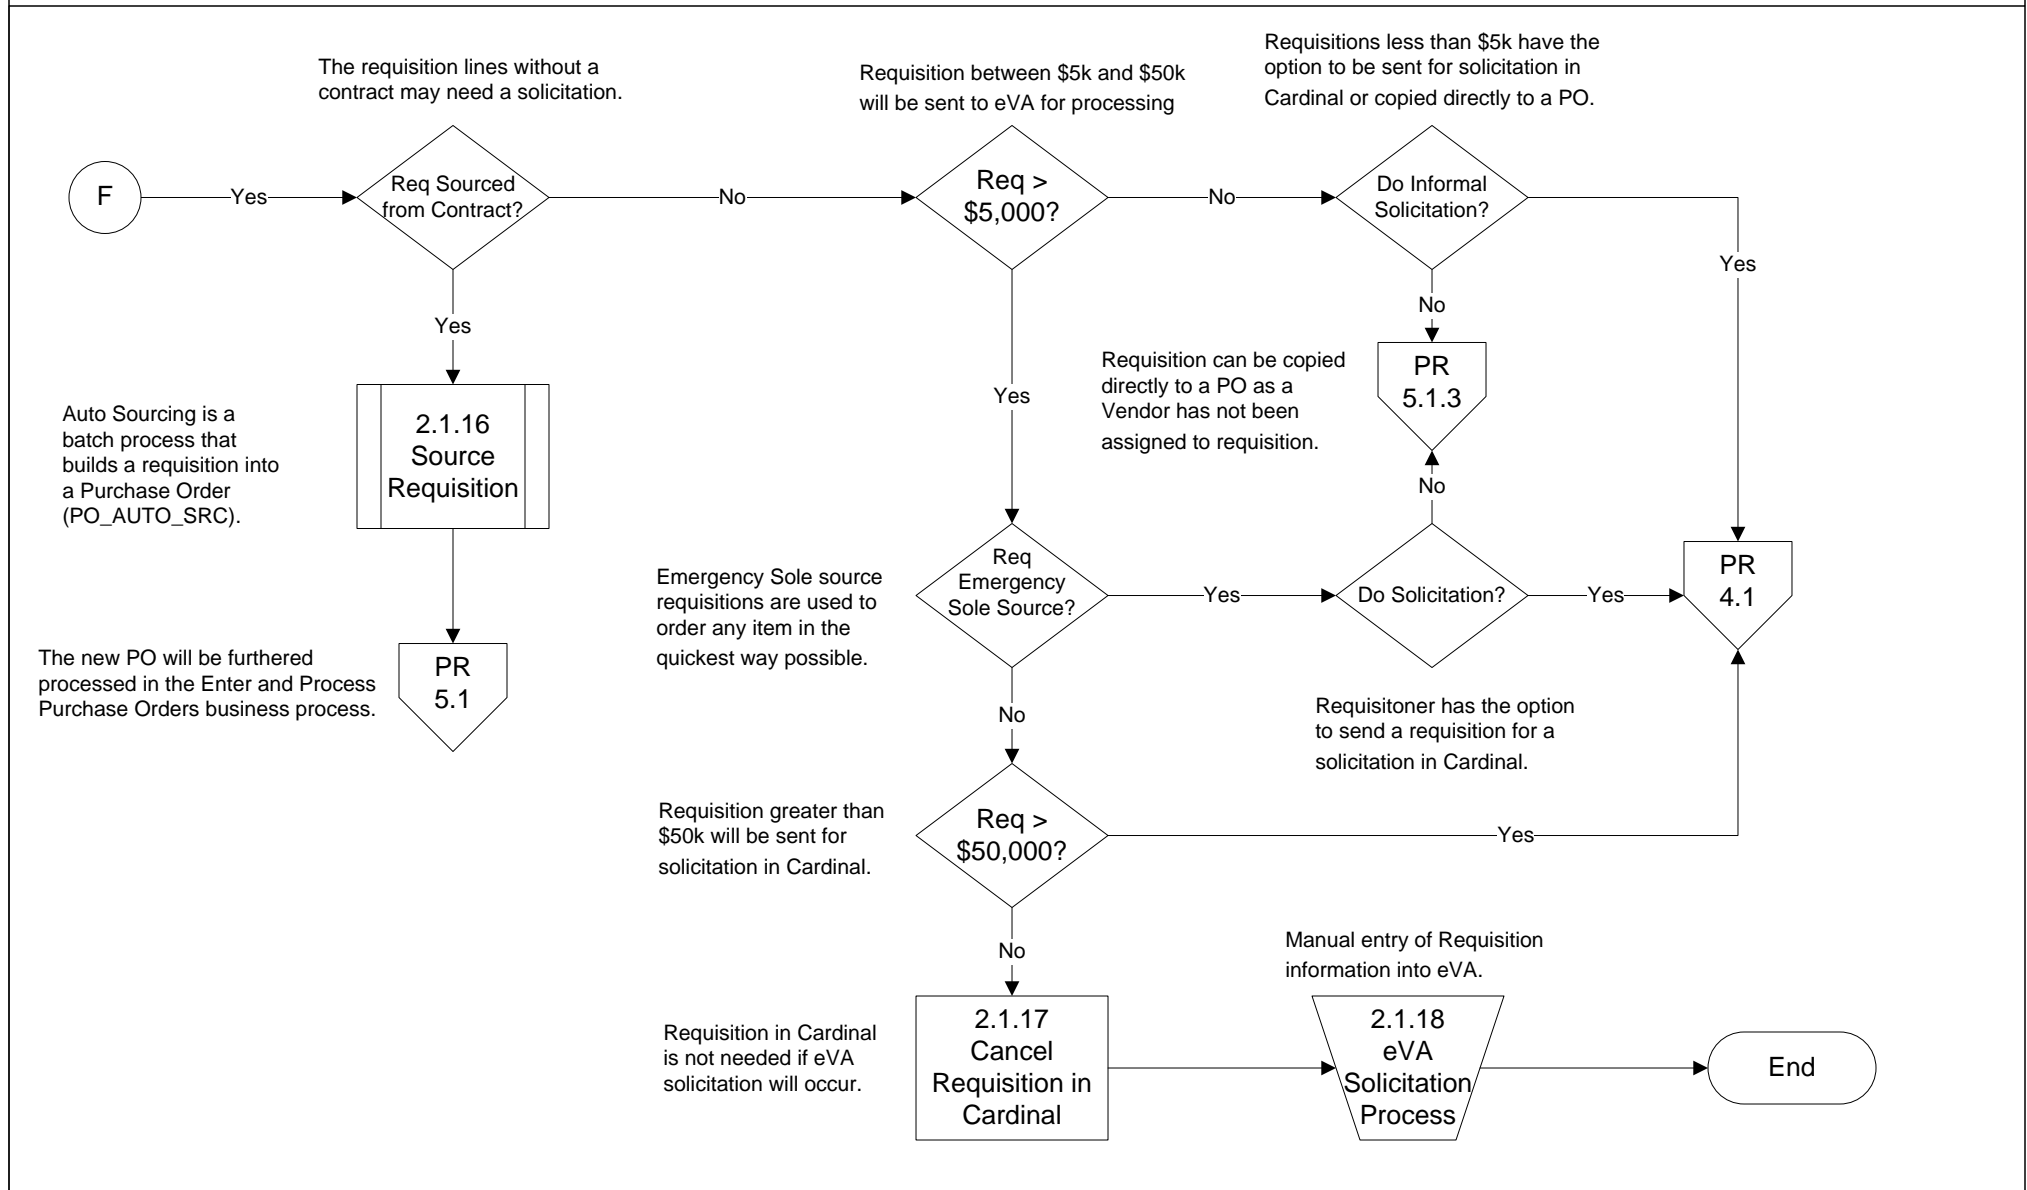 The requisition lines without a
contract may need a solicitation.
Requisition between $5k and $50k
will be sent to eVA for processing
Requisitions less than $5k have the
option to be sent for solicitation in
Cardinal or copied directly to a PO.
F
Yes
Req Sourced
from Contract?
No
Req >
$5,000?
No
Do Informal
Solicitation?
Yes
No
Yes
Yes
Requisition can be copied
directly to a PO as a
Vendor has not been
assigned to requisition.
PR
5.1.3
No
Auto Sourcing is a
batch process that
builds a requisition into
a Purchase Order
(PO_AUTO_SRC).
2.1.16
Source
Requisition
Emergency Sole source
requisitions are used to
order any item in the
quickest way possible.
Req
Emergency
Sole Source?
Yes
Do Solicitation?
Yes
PR
4.1
The new PO will be furthered
processed in the Enter and Process
Purchase Orders business process.
PR
5.1
No
Requisitoner has the option
to send a requisition for a
solicitation in Cardinal.
Requisition greater than
$50k will be sent for
solicitation in Cardinal.
Req >
$50,000?
Yes
No
Manual entry of Requisition
information into eVA.
Requisition in Cardinal
is not needed if eVA
solicitation will occur.
2.1.17
Cancel
Requisition in
Cardinal
2.1.18
eVA
Solicitation
Process
End